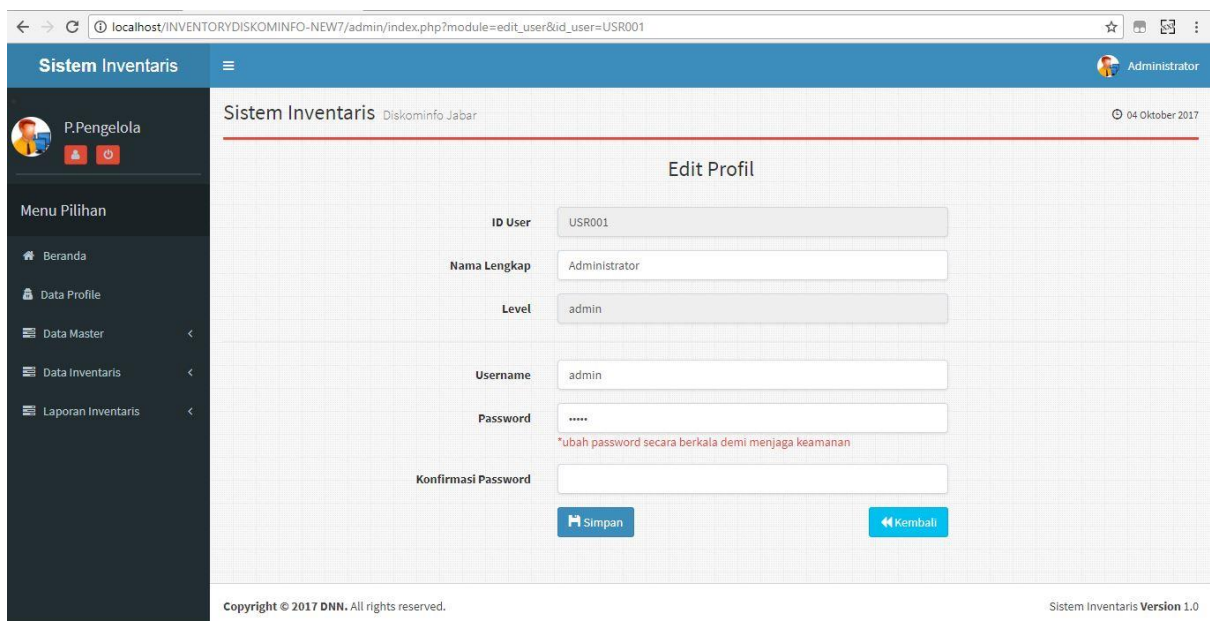 localhost/INVENTORYDISKOMINFO-NEW7/admin/index.php?module=edit_user&id_user=USR001
Sistem Inventaris
Administrator
P.Pengelola
Sistem Inventaris Diskominfo Jabar
04 Oktober 2017
Edit Profil
Menu Pilihan
Beranda
Data Profile
Data Master
Data Inventaris
Laporan Inventaris
ID User USR001
Nama Lengkap Administrator
Level admin
Username admin
Password •••••
*ubah password secara berkala demi menjaga keamanan
Konfirmasi Password
Simpan
Kembali
Copyright © 2017 DNN. All rights reserved.
Sistem Inventaris Version 1.0